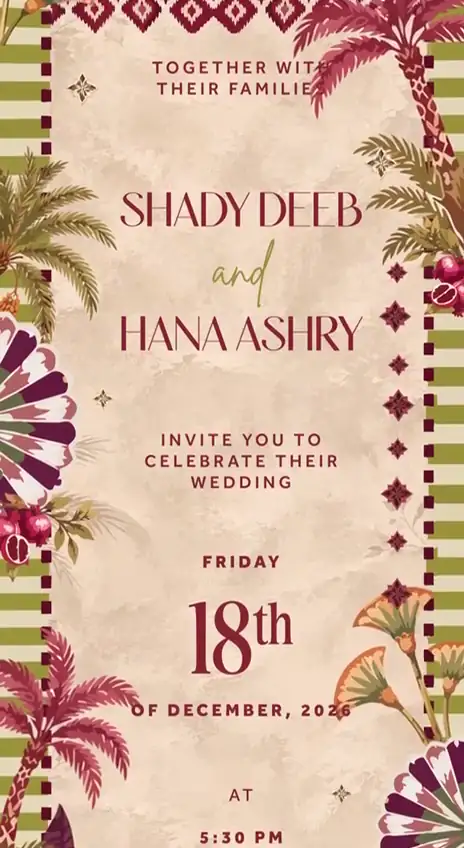 TOGETHER WITH
THEIR FAMILIES
SHADY DEEB
and
HANA ASHRY
INVITE YOU TO
CELEBRATE THEIR
WEDDING
FRIDAY
18th
OF DECEMBER, 2026
AT
5:30 PM